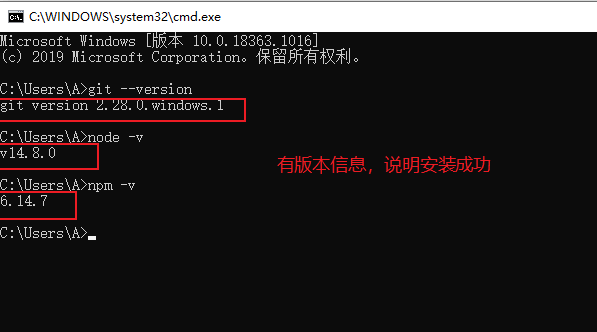 C:\WINDOWS\system32\cmd.exe
Microsoft Windows [版本 10.0.18363.1016]
(c) 2019 Microsoft Corporation。保留所有权利。
C:\Users\A>git --version
git version 2.28.0.windows.1
C:\Users\A>node -v
v14.8.0
有版本信息，说明安装成功
C:\Users\A>npm -v
6.14.7
C:\Users\A>